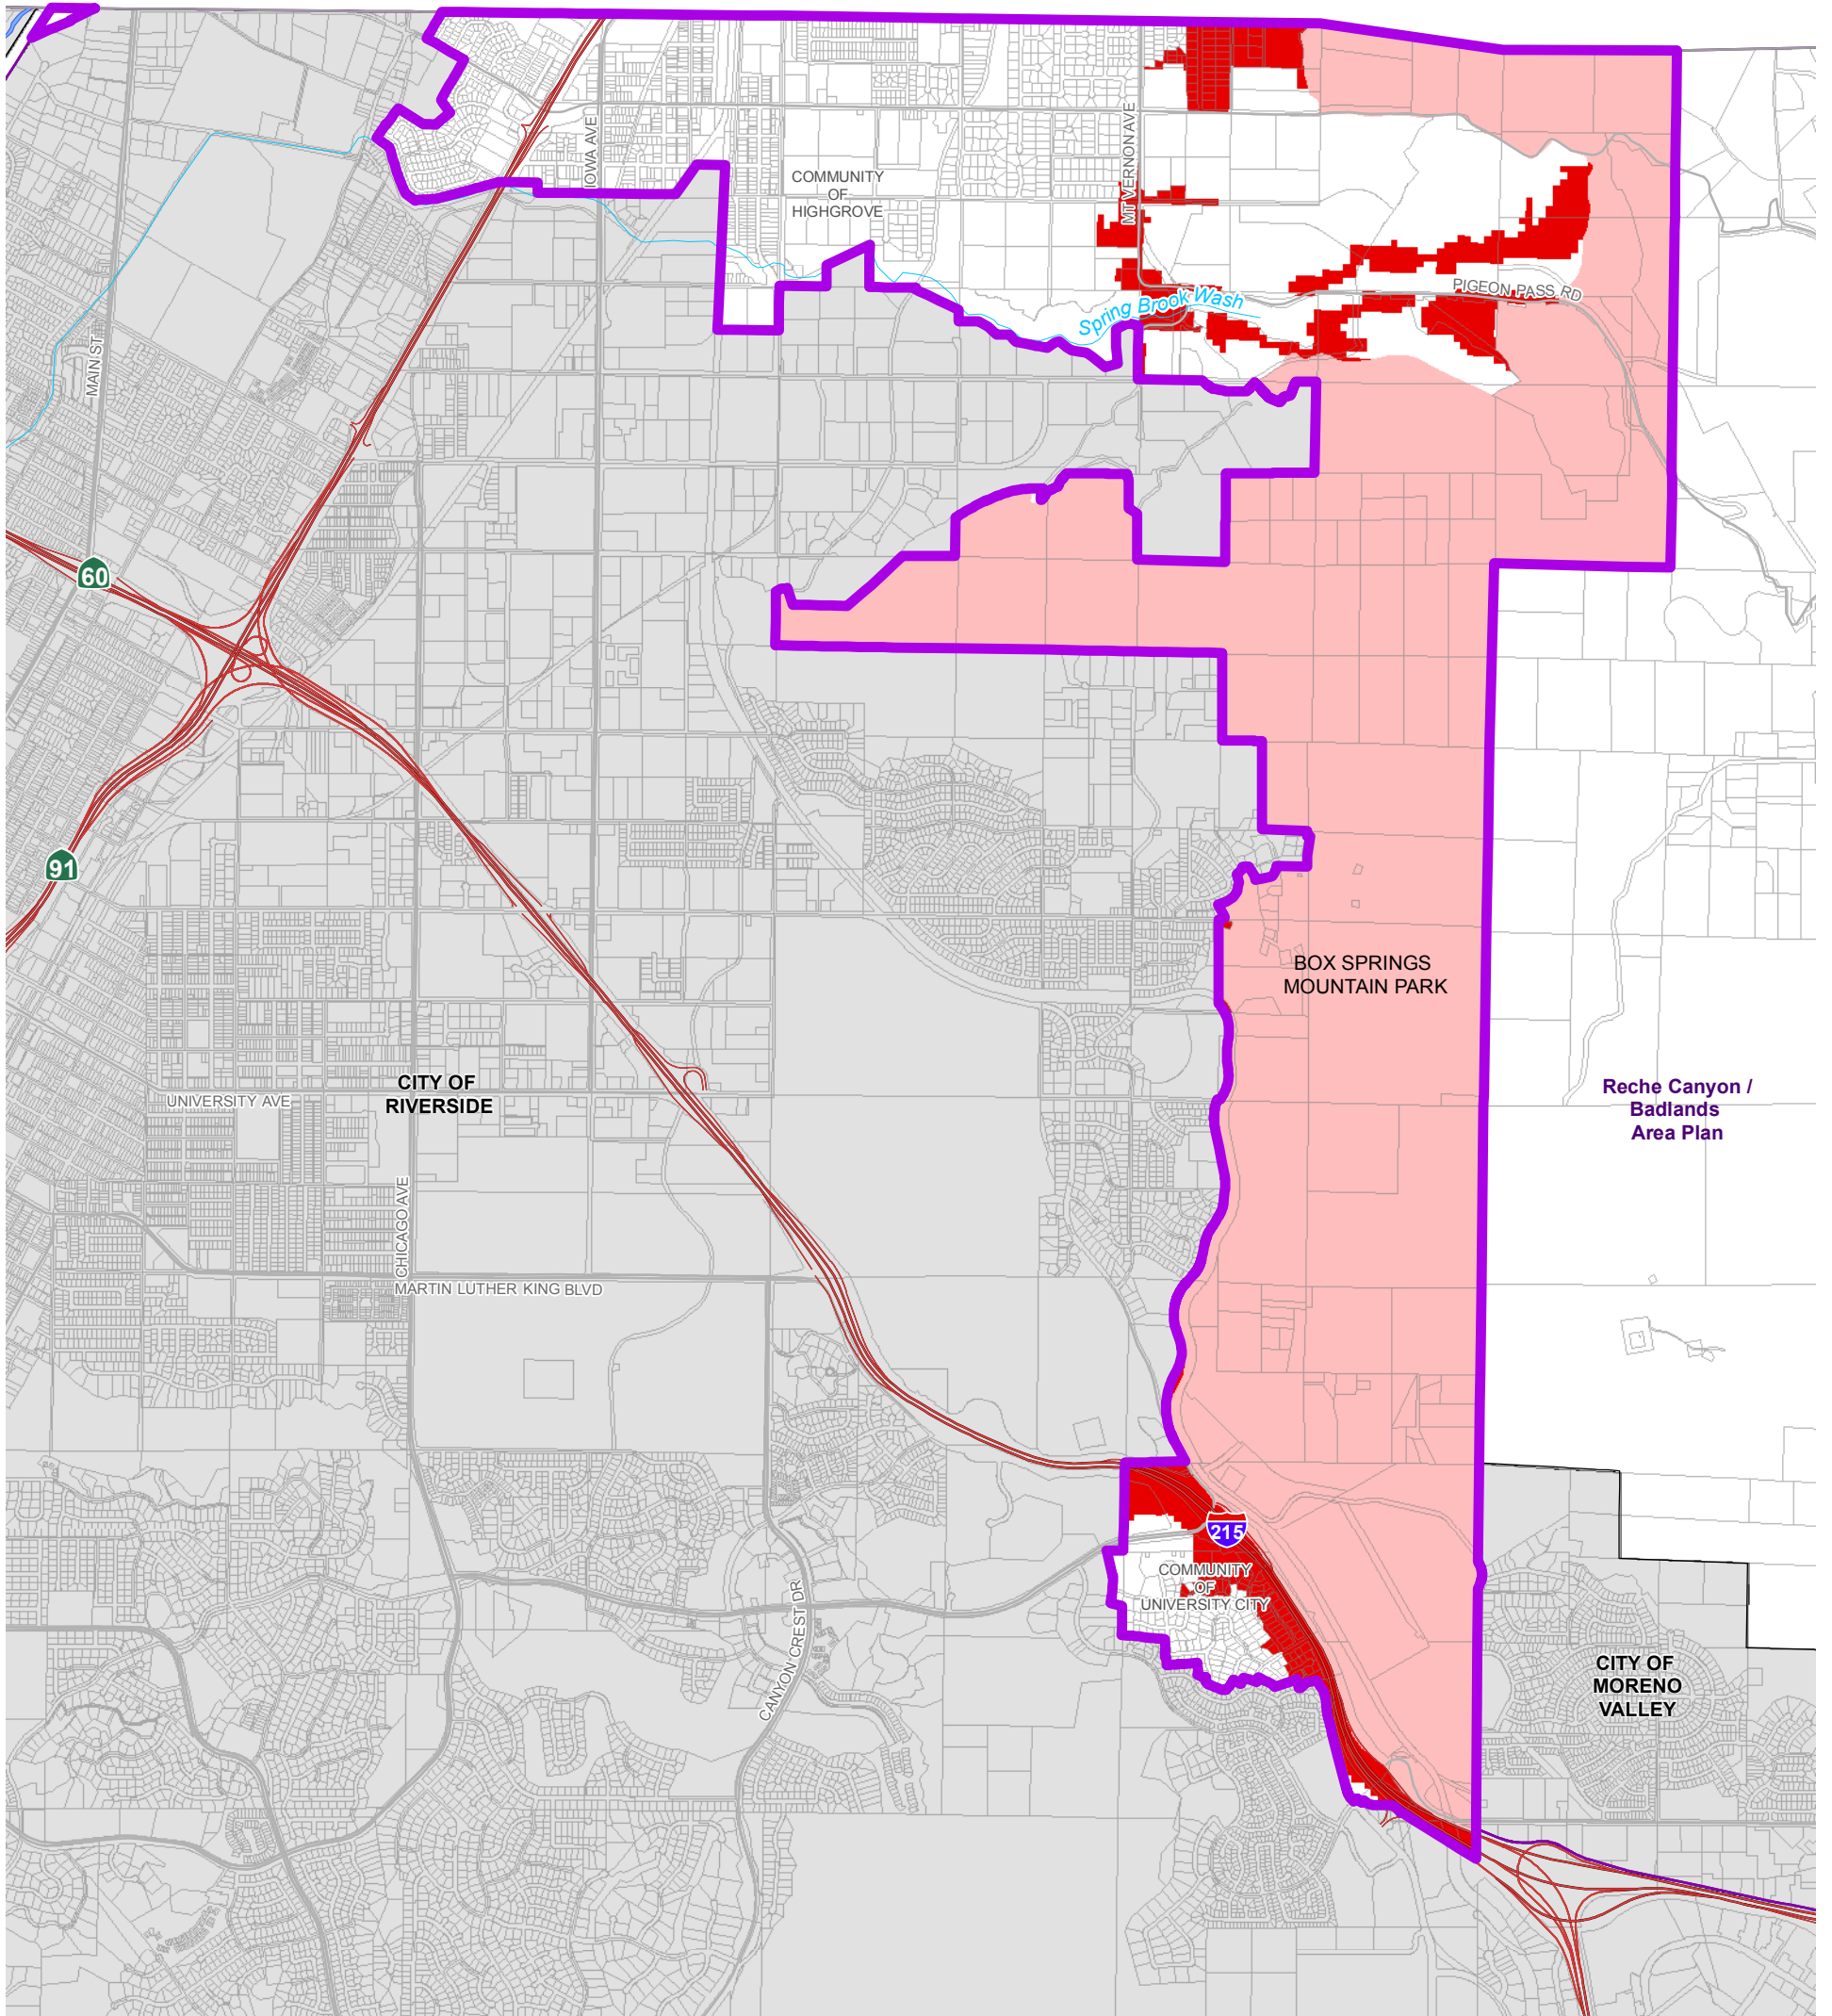 IOWA AVE
MT VERNON AVE
COMMUNITY
OF
HIGHGROVE
PIGEON PASS RD
Spring Brook Wash
MAIN ST
60
91
BOX SPRINGS
MOUNTAIN PARK
CITY OF
RIVERSIDE
UNIVERSITY AVE
Reche Canyon /
Badlands
Area Plan
CHICAGO AVE
MARTIN LUTHER KING BLVD
215
COMMUNITY
OF
UNIVERSITY CITY
CANYON CREST DR
CITY OF
MORENO
VALLEY